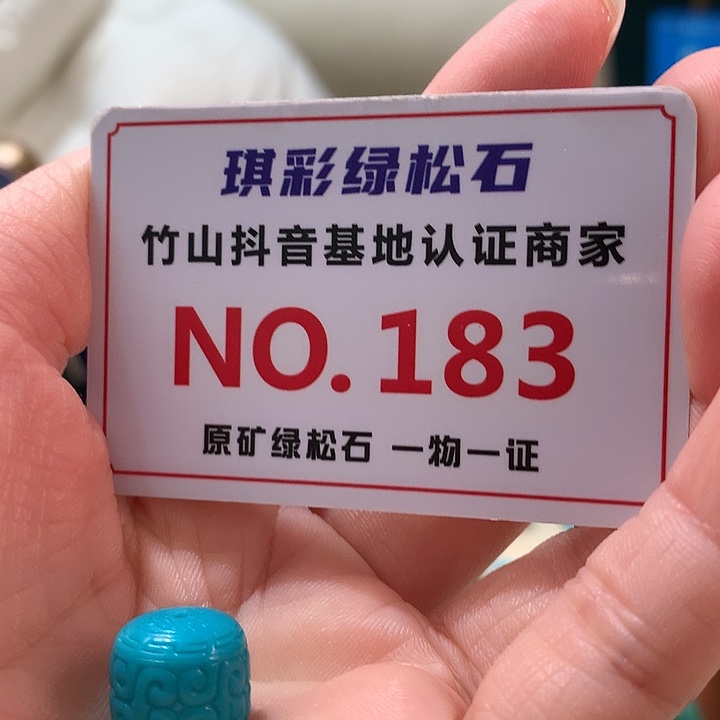 琪彩绿松石
竹山抖音基地认证商家
NO.183
原矿绿松石 一物一证